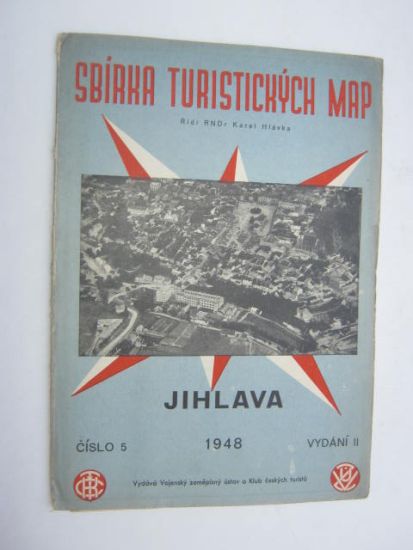 SBÍRKA TURISTICKÝCH MAP
Řídí RNDr Karel Hlávka
JIHLAVA
ČÍSLO 5
1948
VYDÁNÍ II
Vydává Vojenský zeměpisný ústav a Klub českých turistů